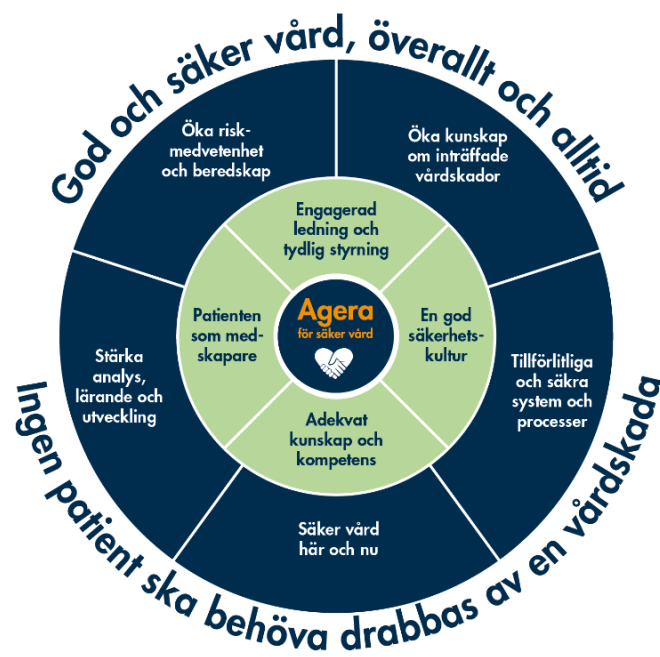 God och säker vård, överallt och alltid
Öka risk-
medvetenhet
och beredskap
Öka kunskap
om inträffade
vårdskador
Engagerad
ledning och
tydlig styrning
Patienten
som med-
skapare
Agera
för säker vård
En god
säkerhets-
kultur
Stärka
analys,
lärande och
utveckling
Tillförlitliga
och säkra
system och
processer
Adekvat
kunskap och
kompetens
Säker vård
här och nu
Ingen patient ska behöva drabbas av en vårdskada